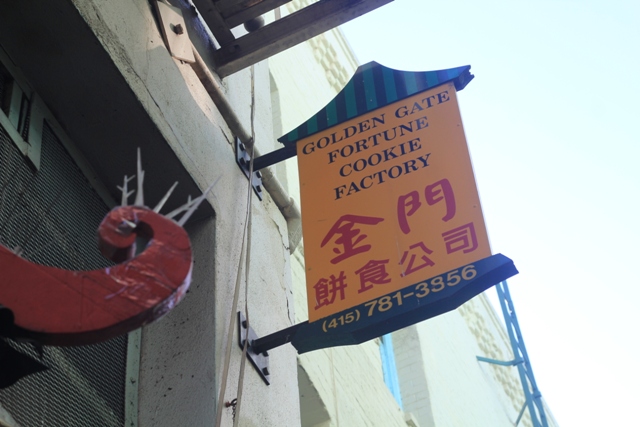 GOLDEN GATE
FORTUNE
COOKIE
FACTORY
金門
餅食公司
(415) 781-3956